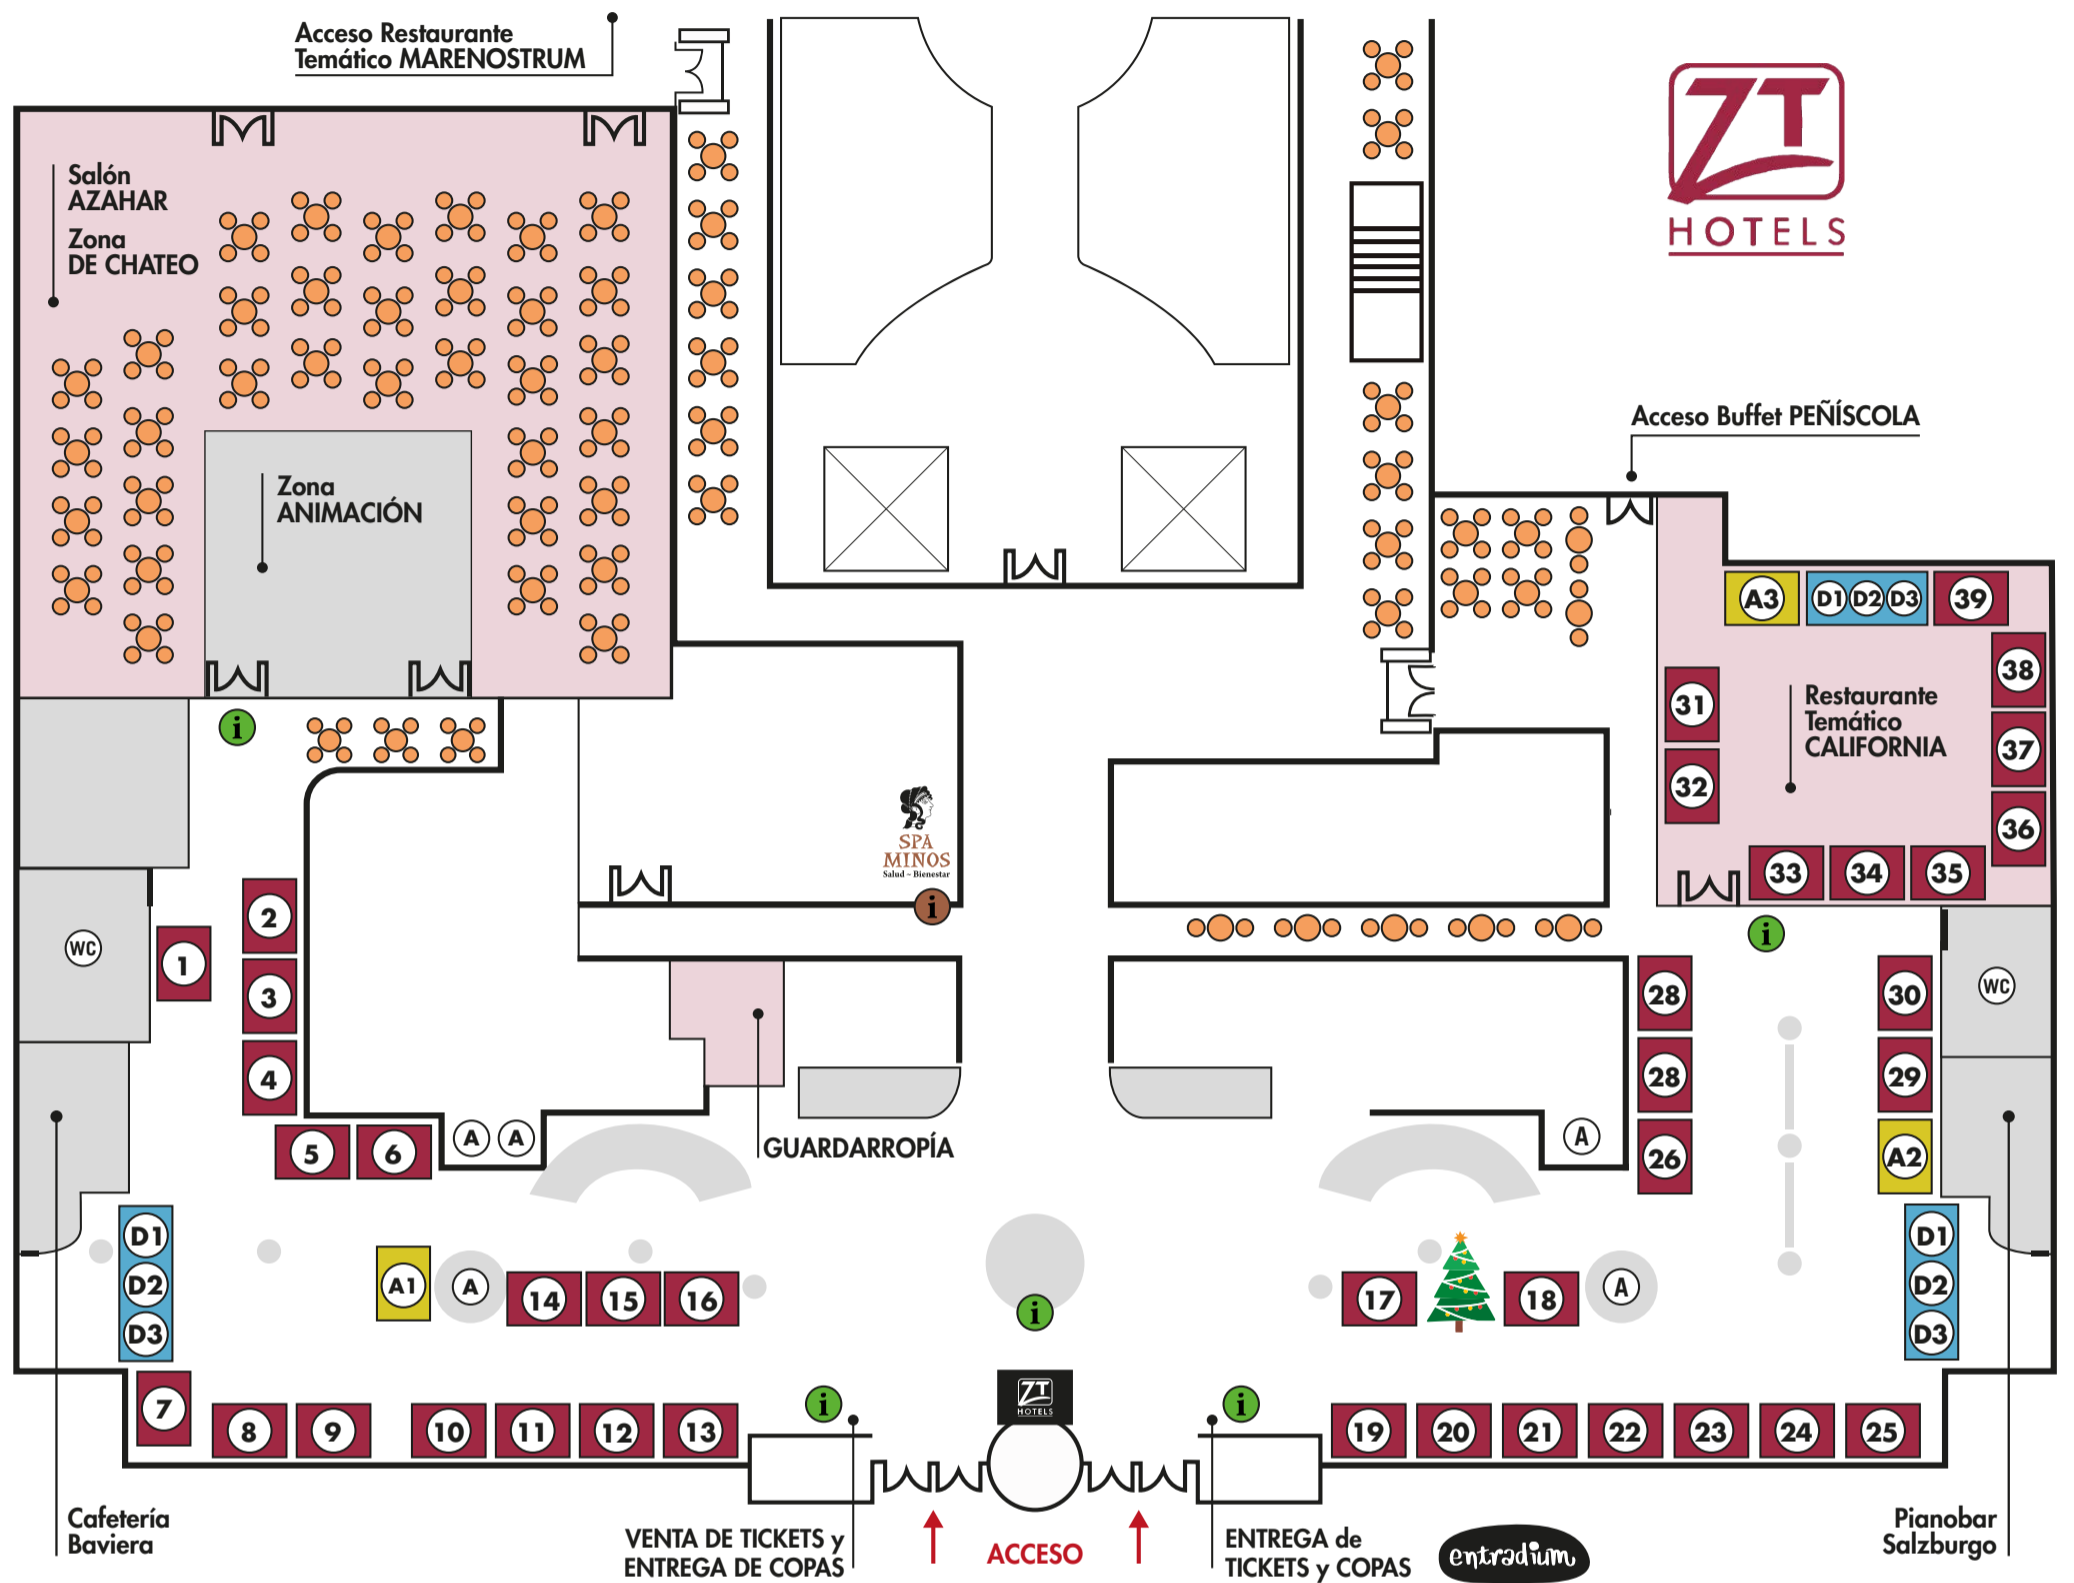 Acceso Restaurante
Temático MARENOSTRUM
ZT
HOTELS
Salón
AZAHAR
Zona
DE CHATEO
Zona
ANIMACIÓN
Acceso Buffet PEÑÍSCOLA
A3
D1 D2 D3
39
38
37
36
31
32
Restaurante
Temático
CALIFORNIA
33 34 35
i
i
SPA
MINOS
Salud ~ Bienestar
i
WC
1
2
3
4
5 6
A A
GUARDARROPÍA
A
28
28
26
30
29
A2
WC
D1
D2
D3
A1 A 14 15 16
i
17 18 A
D1
D2
D3
7
8 9 10 11 12 13
i
ZT
HOTELS
i
19 20 21 22 23 24 25
Cafetería
Baviera
VENTA DE TICKETS y
ENTREGA DE COPAS
ACCESO
ENTREGA de
TICKETS y COPAS
entradium
Pianobar
Salzburgo